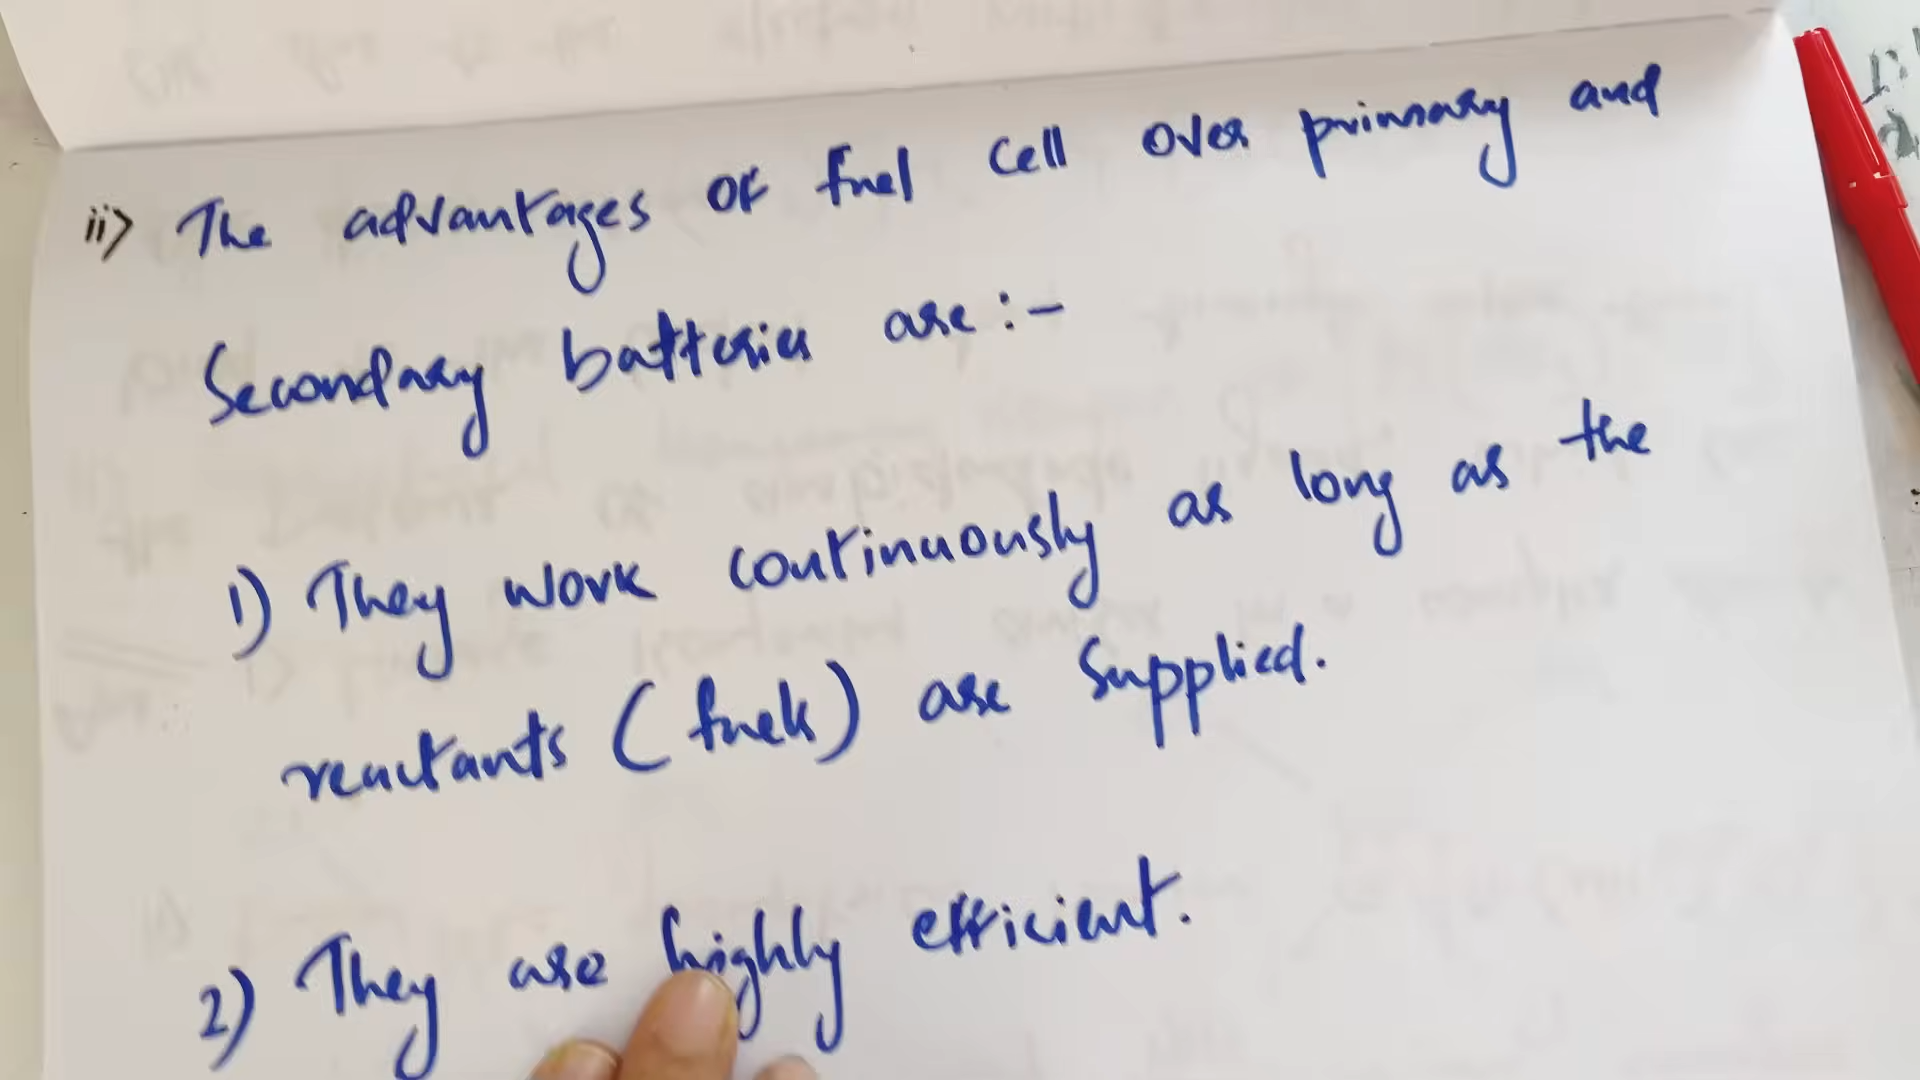 ii> The advantages of fuel cell over primary and
Secondary batteries are :-
1) They work continuously as long as the
reactants (fuels) are supplied.
2) They are highly efficient.